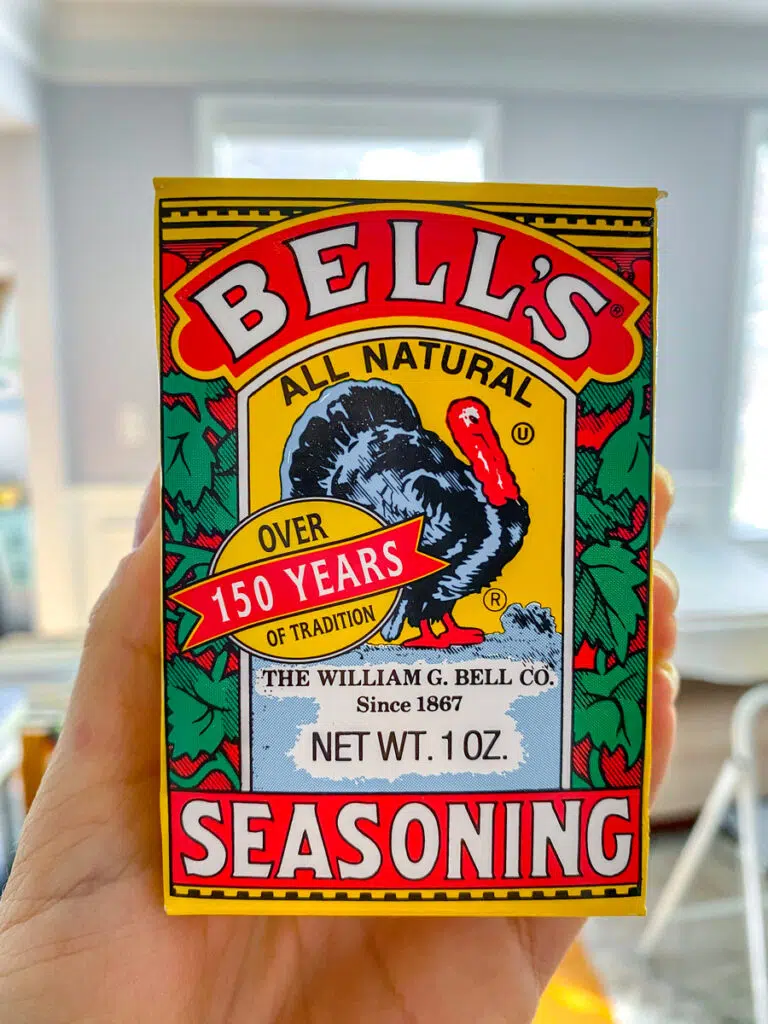 BELL'S®
ALL NATURAL
U
OVER
150 YEARS
OF TRADITION
®
THE WILLIAM G. BELL CO.
Since 1867
NET WT. 1 OZ.
SEASONING